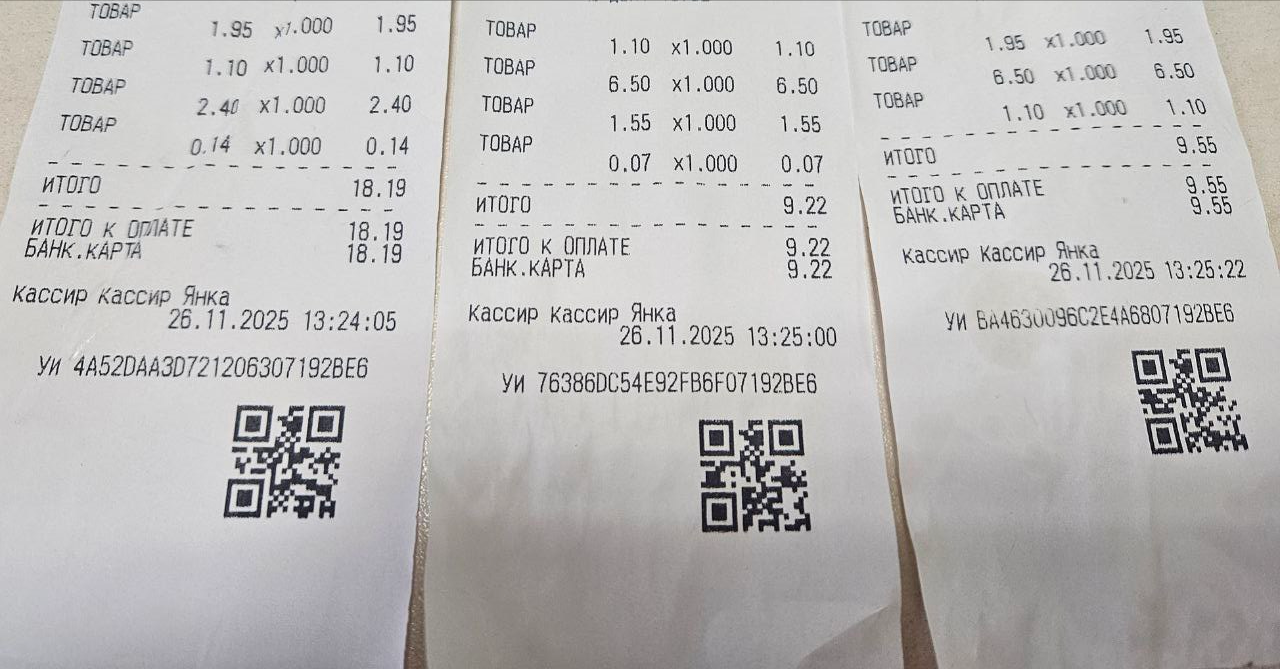 ТОВАР
1.95 x1.000 1.95
ТОВАР
1.10 x1.000 1.10
ТОВАР
2.40 x1.000 2.40
ТОВАР
0.14 x1.000 0.14
ИТОГО 18.19
ИТОГО К ОПЛАТЕ 18.19
БАНК.КАРТА 18.19
Кассир Кассир Янка
26.11.2025 13:24:05
УИ 4A52DAA3D721206307192BE6
ТОВАР
1.10 x1.000 1.10
ТОВАР
6.50 x1.000 6.50
ТОВАР
1.55 x1.000 1.55
ТОВАР
0.07 x1.000 0.07
ИТОГО 9.22
ИТОГО К ОПЛАТЕ 9.22
БАНК.КАРТА 9.22
Кассир Кассир Янка
26.11.2025 13:25:00
УИ 76386DC54E92FB6F07192BE6
ТОВАР
1.95 x1.000 1.95
ТОВАР
6.50 x1.000 6.50
ТОВАР
1.10 x1.000 1.10
ИТОГО 9.55
ИТОГО К ОПЛАТЕ 9.55
БАНК.КАРТА 9.55
Кассир Кассир Янка
26.11.2025 13:25:22
УИ BA4630096C2E4A6807192BE6